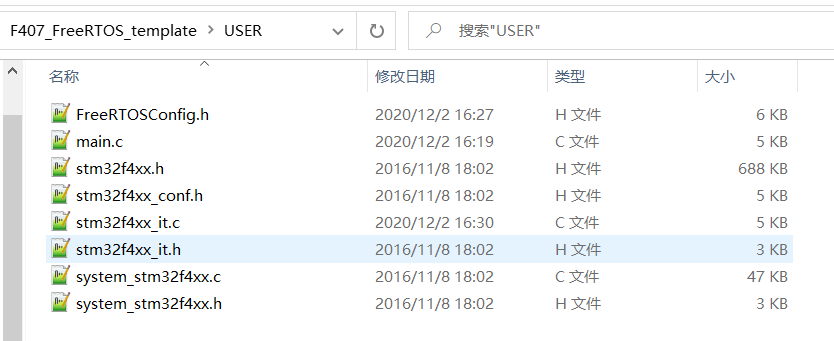 F407_FreeRTOS_template > USER 搜索"USER"
名称 修改日期 类型 大小
FreeRTOSConfig.h 2020/12/2 16:27 H 文件 6 KB
main.c 2020/12/2 16:19 C 文件 5 KB
stm32f4xx.h 2016/11/8 18:02 H 文件 688 KB
stm32f4xx_conf.h 2016/11/8 18:02 H 文件 5 KB
stm32f4xx_it.c 2020/12/2 16:30 C 文件 5 KB
stm32f4xx_it.h 2016/11/8 18:02 H 文件 3 KB
system_stm32f4xx.c 2016/11/8 18:02 C 文件 47 KB
system_stm32f4xx.h 2016/11/8 18:02 H 文件 3 KB